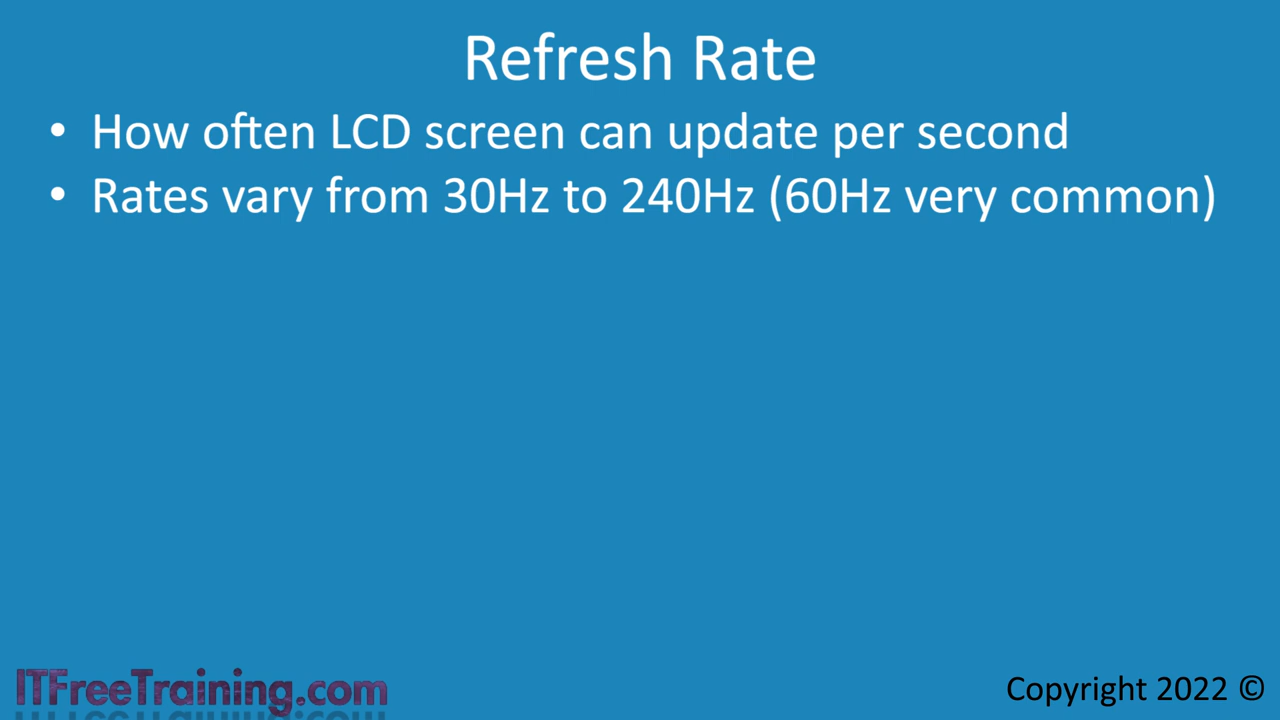 Refresh Rate
• How often LCD screen can update per second
• Rates vary from 30Hz to 240Hz (60Hz very common)
ITFreeTraining.com
Copyright 2022 ©